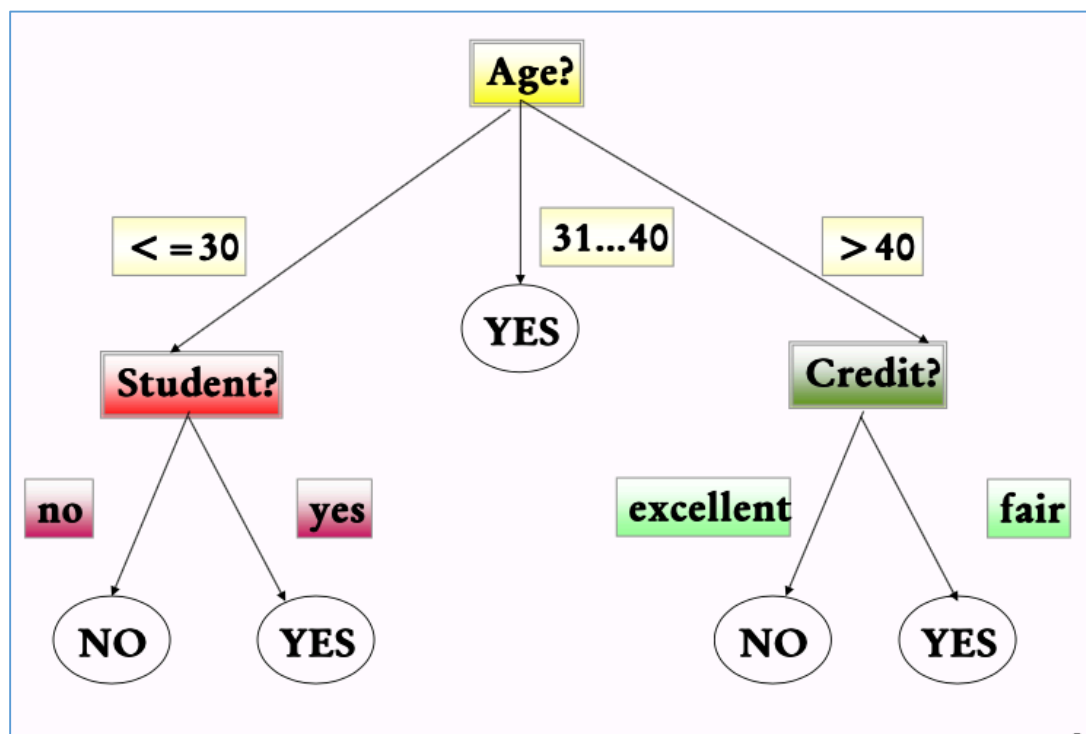 Age?
<=30
31...40
>40
YES
Student?
Credit?
no
yes
excellent
fair
NO
YES
NO
YES